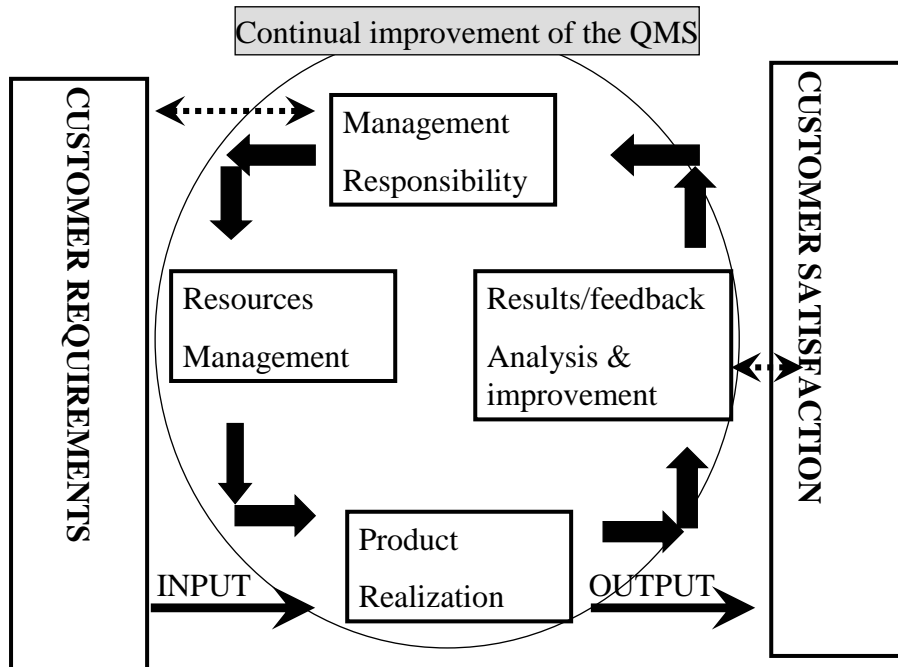 Continual improvement of the QMS
CUSTOMER REQUIREMENTS
Management
Responsibility
CUSTOMER SATISFACTION
Resources
Management
Results/feedback
Analysis &
improvement
Product
Realization
INPUT
OUTPUT